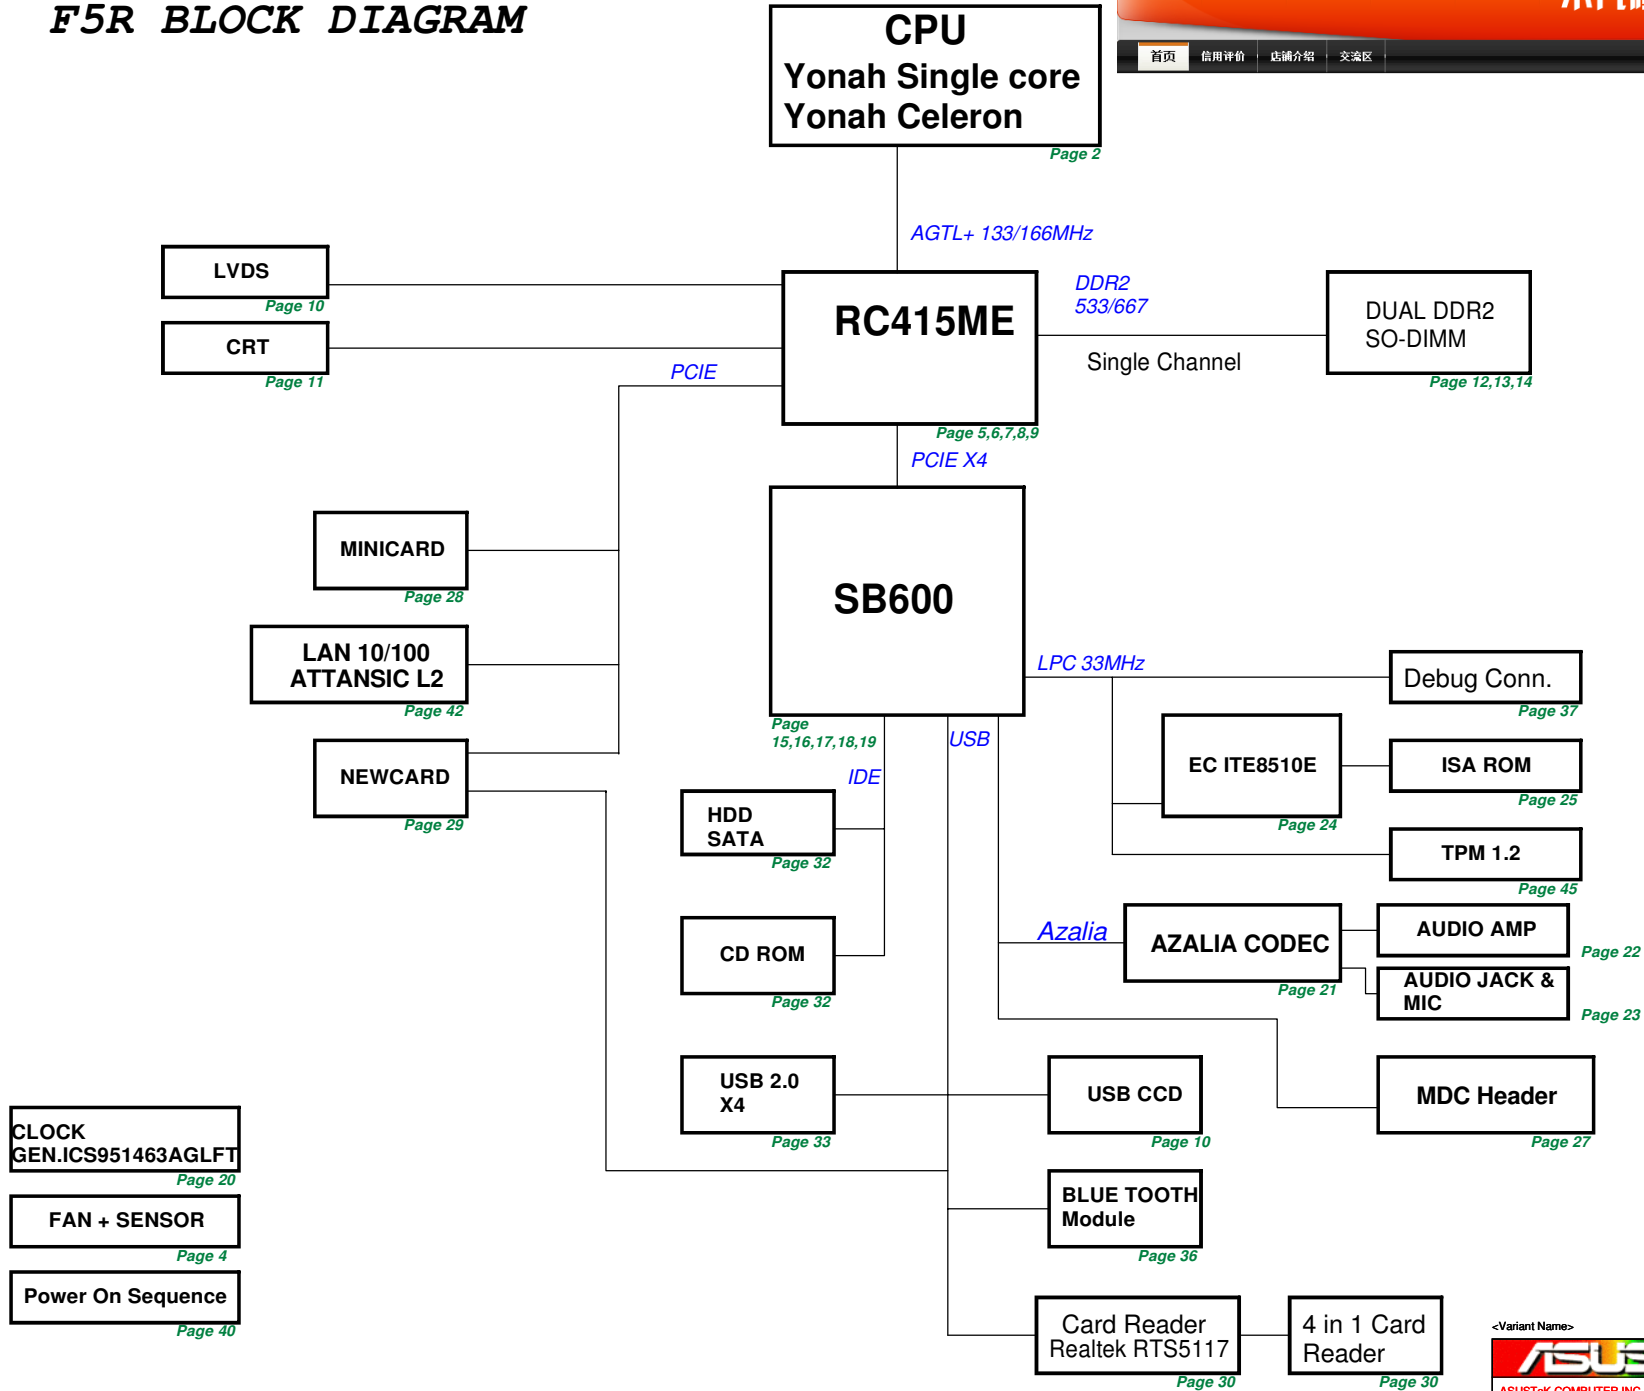 F5R BLOCK DIAGRAM
首页 信用评价 店铺介绍 交流区
CPU
Yonah Single core
Yonah Celeron
Page 2
AGTL+ 133/166MHz
LVDS
Page 10
CRT
Page 11
PCIE
RC415ME
Page 5,6,7,8,9
DDR2
533/667
Single Channel
DUAL DDR2
SO-DIMM
Page 12,13,14
PCIE X4
MINICARD
Page 28
LAN 10/100
ATTANSIC L2
Page 42
NEWCARD
Page 29
SB600
Page
15,16,17,18,19
LPC 33MHz
Debug Conn.
Page 37
EC ITE8510E
Page 24
ISA ROM
Page 25
TPM 1.2
Page 45
USB
IDE
HDD
SATA
Page 32
CD ROM
Page 32
Azalia
AZALIA CODEC
Page 21
AUDIO AMP
Page 22
AUDIO JACK &
MIC
Page 23
USB 2.0
X4
Page 33
USB CCD
Page 10
MDC Header
Page 27
CLOCK
GEN.ICS951463AGLFT
Page 20
FAN + SENSOR
Page 4
Power On Sequence
Page 40
BLUE TOOTH
Module
Page 36
Card Reader
Realtek RTS5117
Page 30
4 in 1 Card
Reader
Page 30
<Variant Name>
ASUS
ASUSTeK COMPUTER INC